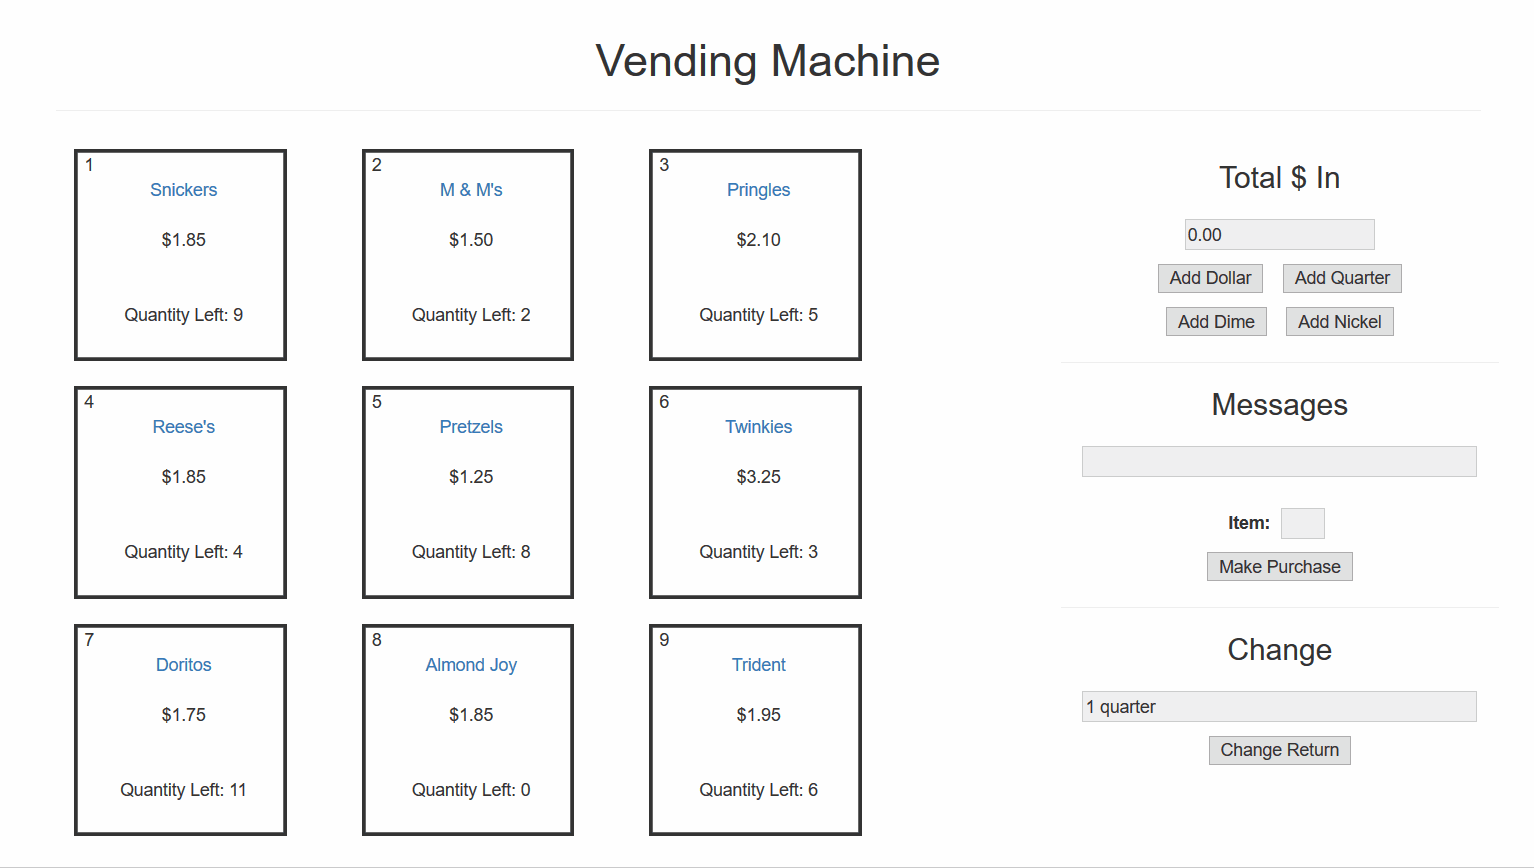 Vending Machine
1
Snickers
$1.85
Quantity Left: 9
2
M & M's
$1.50
Quantity Left: 2
3
Pringles
$2.10
Quantity Left: 5
4
Reese's
$1.85
Quantity Left: 4
5
Pretzels
$1.25
Quantity Left: 8
6
Twinkies
$3.25
Quantity Left: 3
7
Doritos
$1.75
Quantity Left: 11
8
Almond Joy
$1.85
Quantity Left: 0
9
Trident
$1.95
Quantity Left: 6
Total $ In
0.00
Add Dollar Add Quarter
Add Dime Add Nickel
Messages
Item:
Make Purchase
Change
1 quarter
Change Return